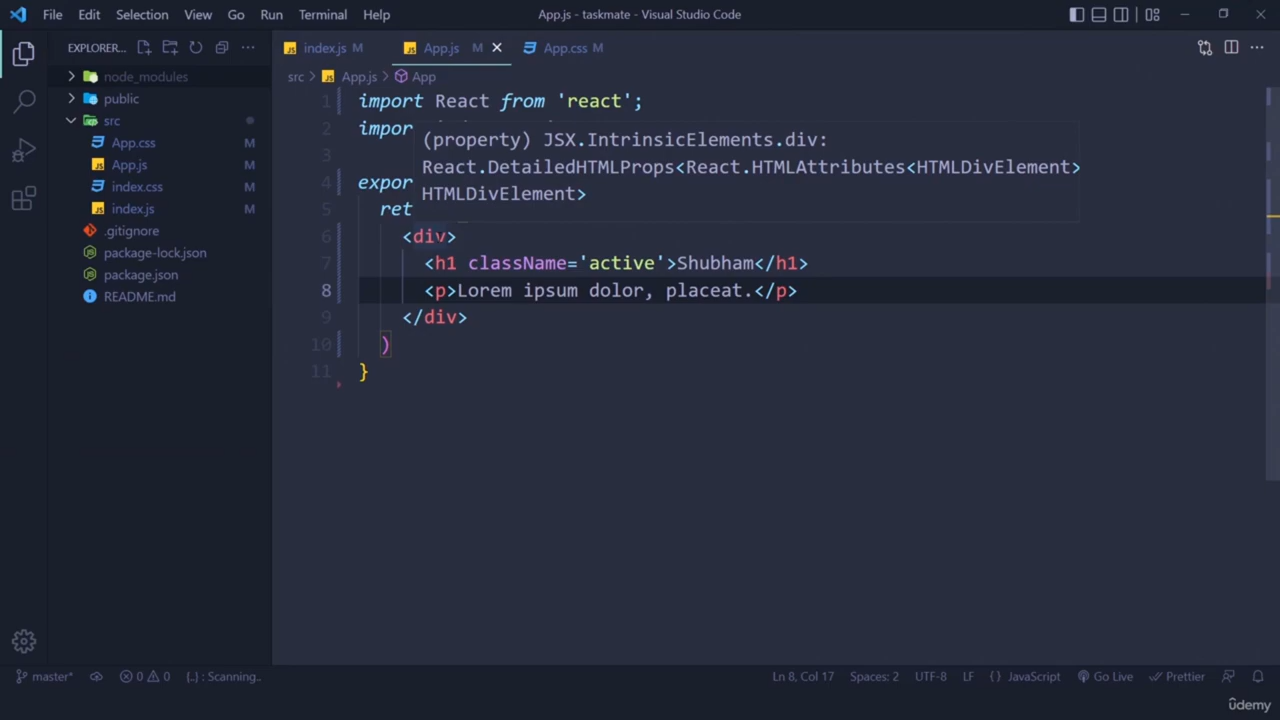 File Edit Selection View Go Run Terminal Help App.js - taskmate - Visual Studio Code
EXPLORER...
index.js M App.js M App.css M
src > App.js > App
node_modules
public
src
App.css M
App.js M
index.css M
index.js M
.gitignore
package-lock.json
package.json
README.md
1 import React from 'react';
2 impor
(property) JSX.IntrinsicElements.div:
React.DetailedHTMLProps<React.HTMLAttributes<HTMLDivElement>
HTMLDivElement>
3
4 expor
5 ret
6 <div>
7 <h1 className='active'>Shubham</h1>
8 <p>Lorem ipsum dolor, placeat.</p>
9 </div>
10 )
11 }
master* 0 0 {..} : Scanning.. Ln 8, Col 17 Spaces: 2 UTF-8 LF {} JavaScript Go Live Prettier
ûdemy